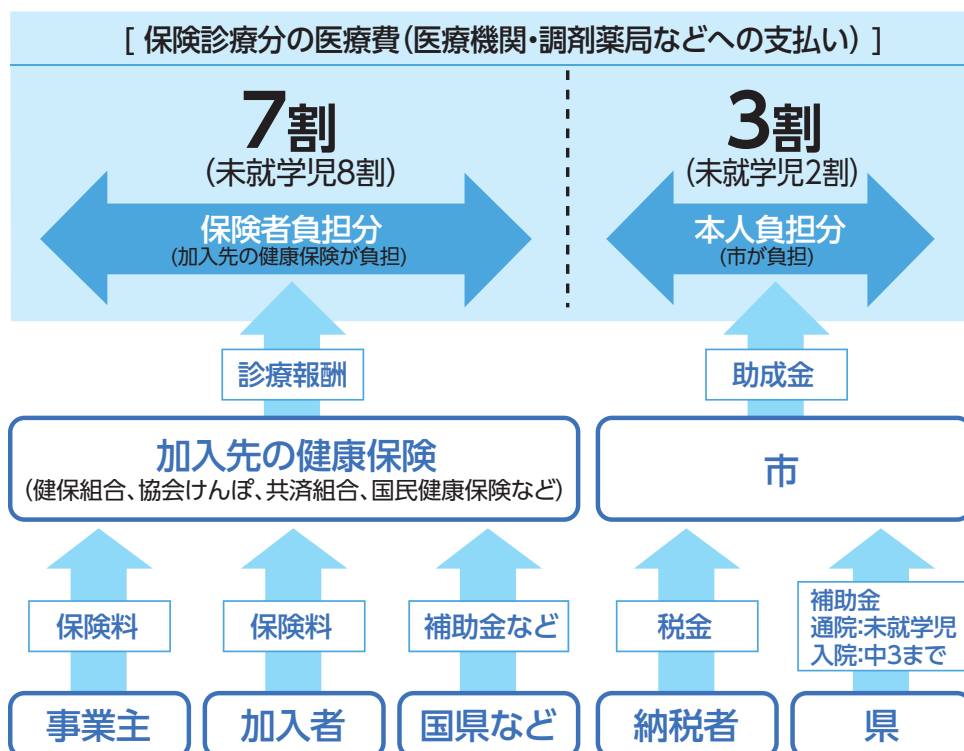 [ 保険診療分の医療費(医療機関・調剤薬局などへの支払い) ]
7割
(未就学児8割)
保険者負担分
(加入先の健康保険が負担)
3割
(未就学児2割)
本人負担分
(市が負担)
診療報酬
助成金
加入先の健康保険
(健保組合、協会けんぽ、共済組合、国民健康保険など)
市
保険料
保険料
補助金など
税金
補助金
通院:未就学児
入院:中3まで
事業主
加入者
国県など
納税者
県